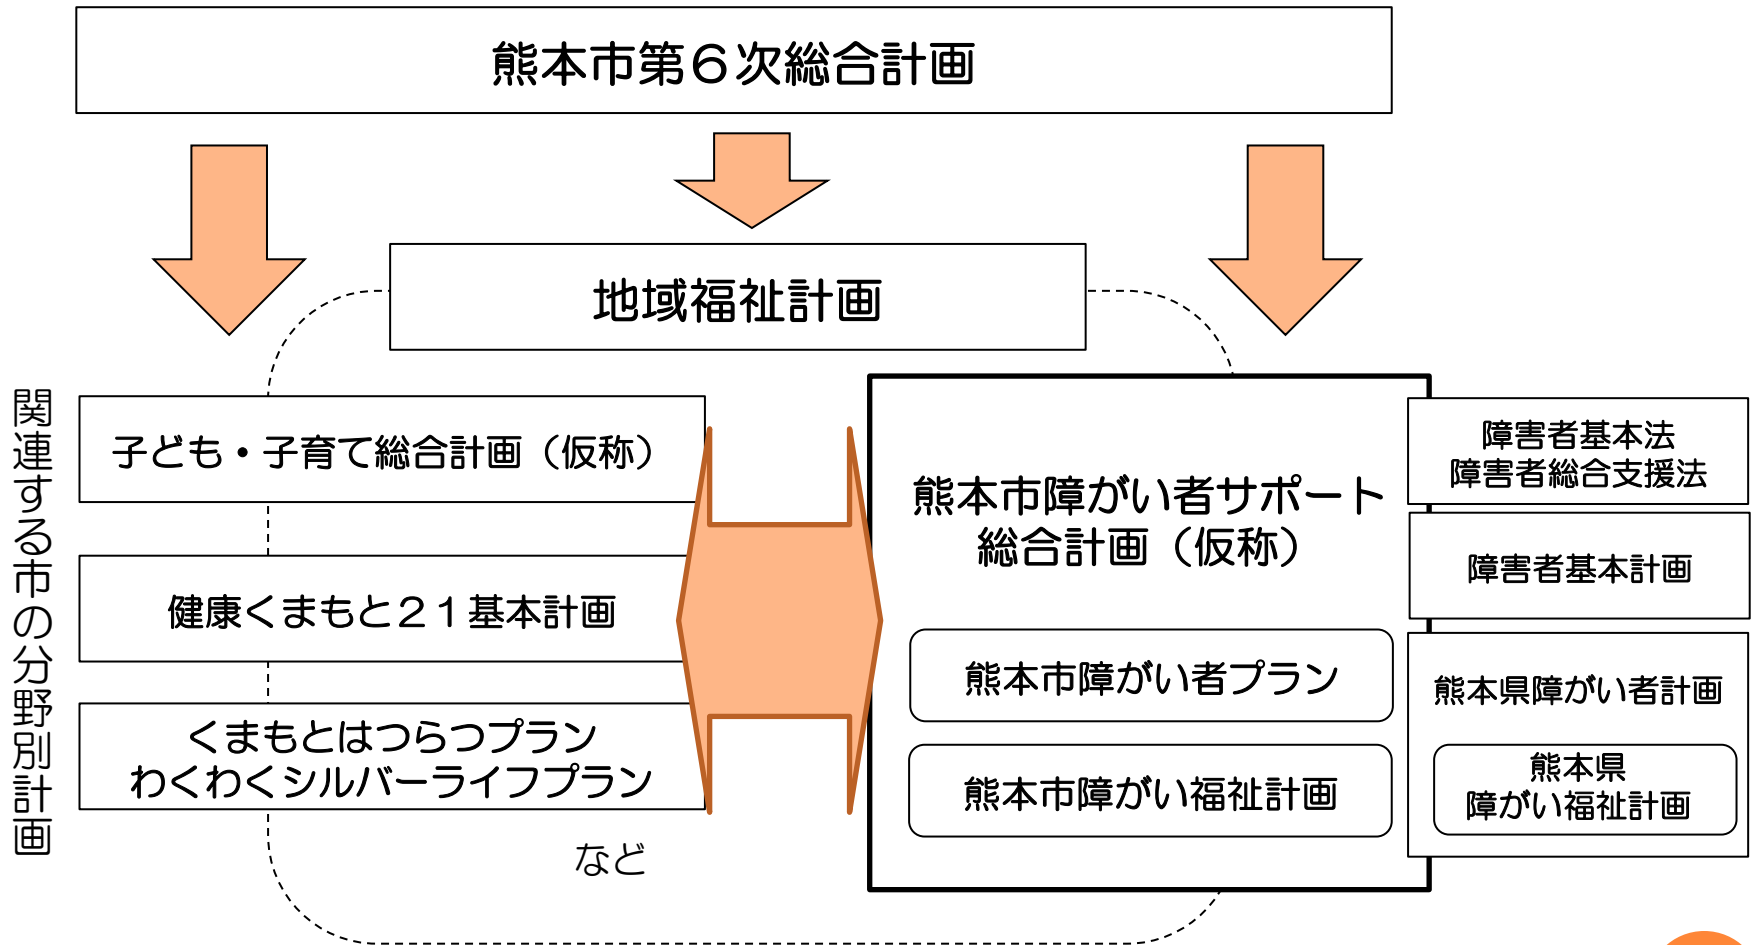 熊本市第６次総合計画
地域福祉計画
関連する市の分野別計画
子ども・子育て総合計画（仮称）
健康くまもと２１基本計画
くまもとはつらつプラン
わくわくシルバーライフプラン
など
熊本市障がい者サポート
総合計画（仮称）
熊本市障がい者プラン
熊本市障がい福祉計画
障害者基本法
障害者総合支援法
障害者基本計画
熊本県障がい者計画
熊本県
障がい福祉計画